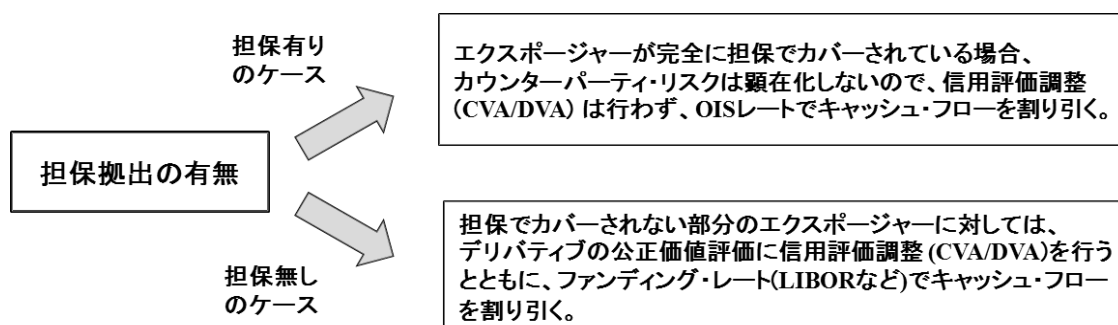 担保有り
のケース
エクスポージャーが完全に担保でカバーされている場合、
カウンターパーティ・リスクは顕在化しないので、信用評価調整
（CVA/DVA）は行わず、OISレートでキャッシュ・フローを割り引く。
担保拠出の有無
担保でカバーされない部分のエクスポージャーに対しては、
デリバティブの公正価値評価に信用評価調整 (CVA/DVA)を行う
とともに、ファンディング・レート(LIBORなど)でキャッシュ・フロー
を割り引く。
担保無し
のケース